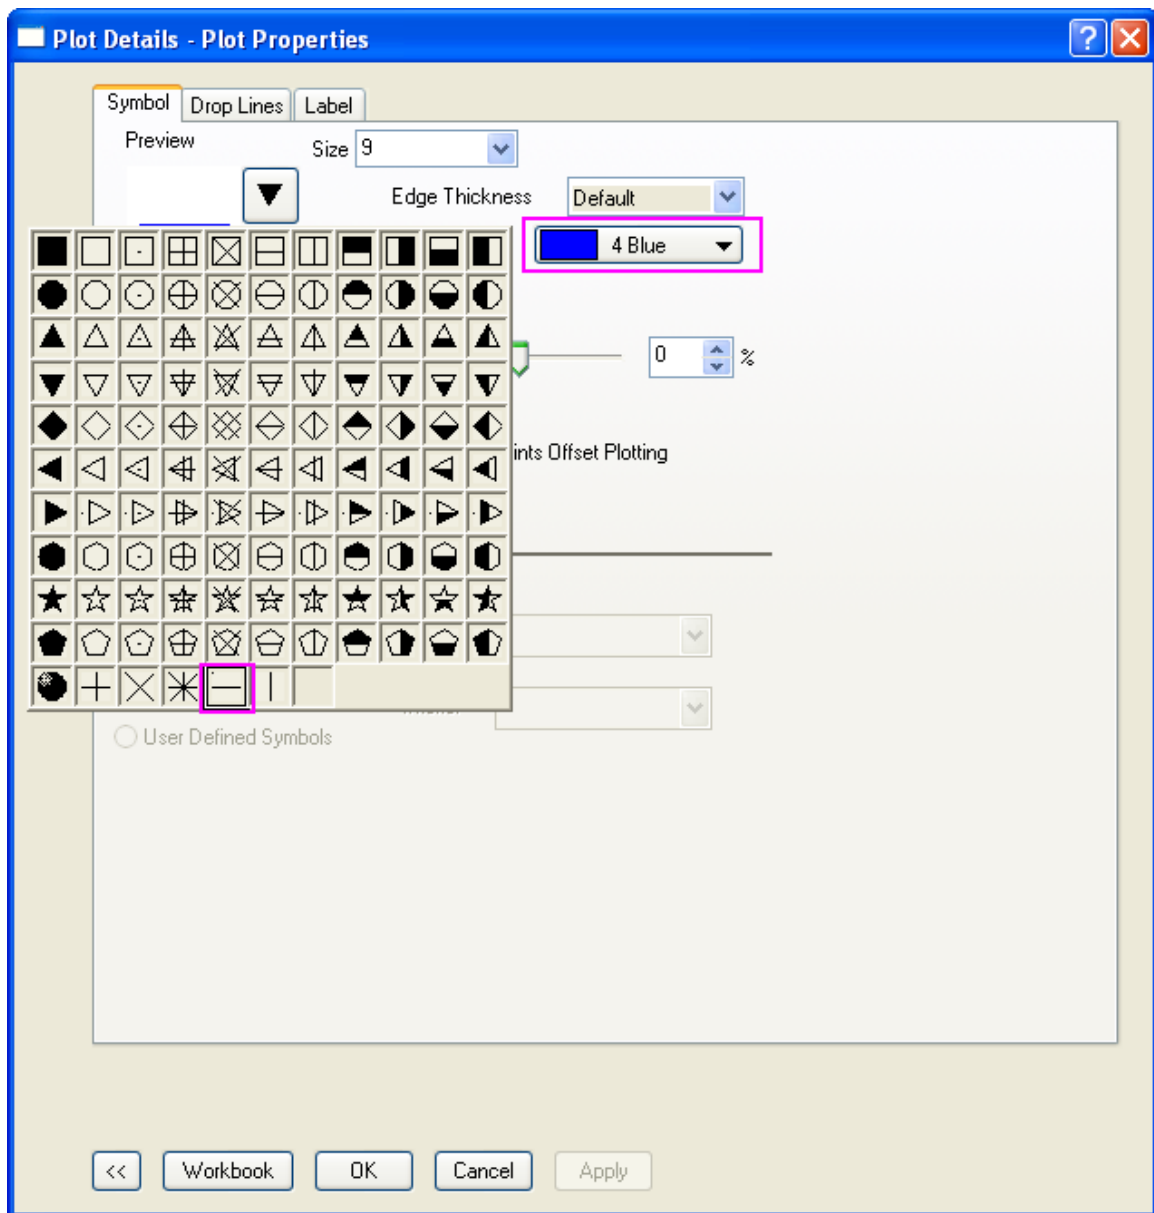 Plot Details - Plot Properties
Symbol Drop Lines Label
Preview
Size 9
Edge Thickness Default
4 Blue
0 %
ints Offset Plotting
User Defined Symbols
<< Workbook OK Cancel Apply